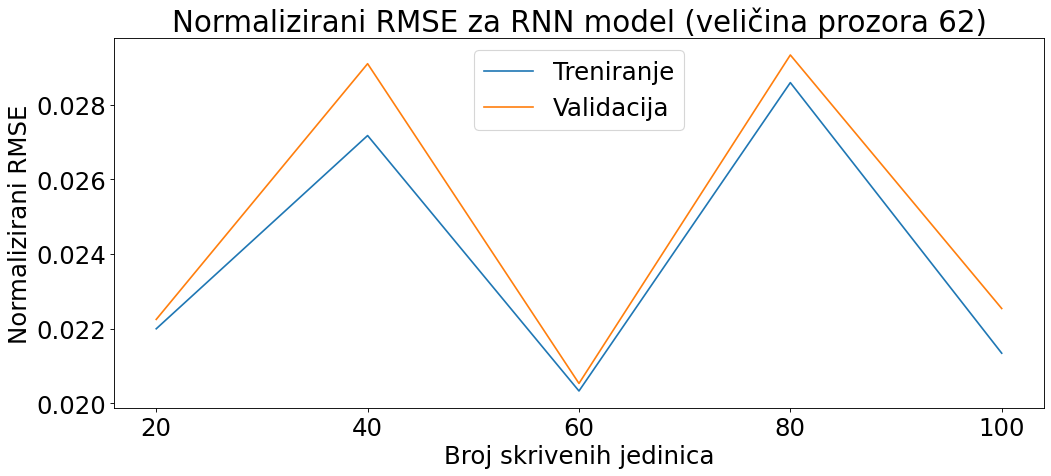 Normalizirani RMSE za RNN model (veličina prozora 62)
Treniranje
Validacija
Normalizirani RMSE
0.028
0.026
0.024
0.022
0.020
20 40 60 80 100
Broj skrivenih jedinica